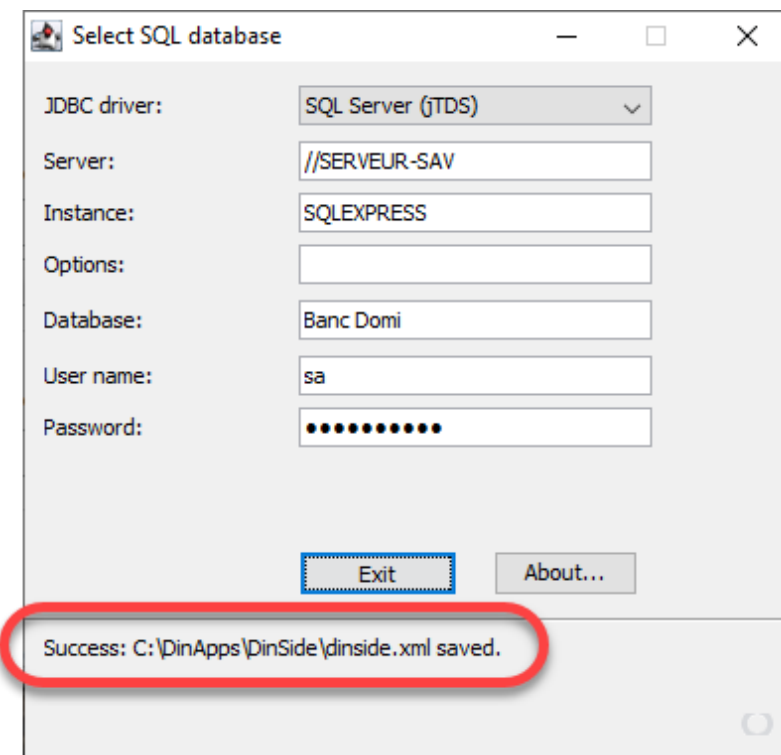 Select SQL database
JDBC driver: SQL Server (jTDS)
Server: //SERVEUR-SAV
Instance: SQLEXPRESS
Options:
Database: Banc Domi
User name: sa
Password: ●●●●●●●●●●
Exit About...
Success: C:\DinApps\DinSide\dinside.xml saved.